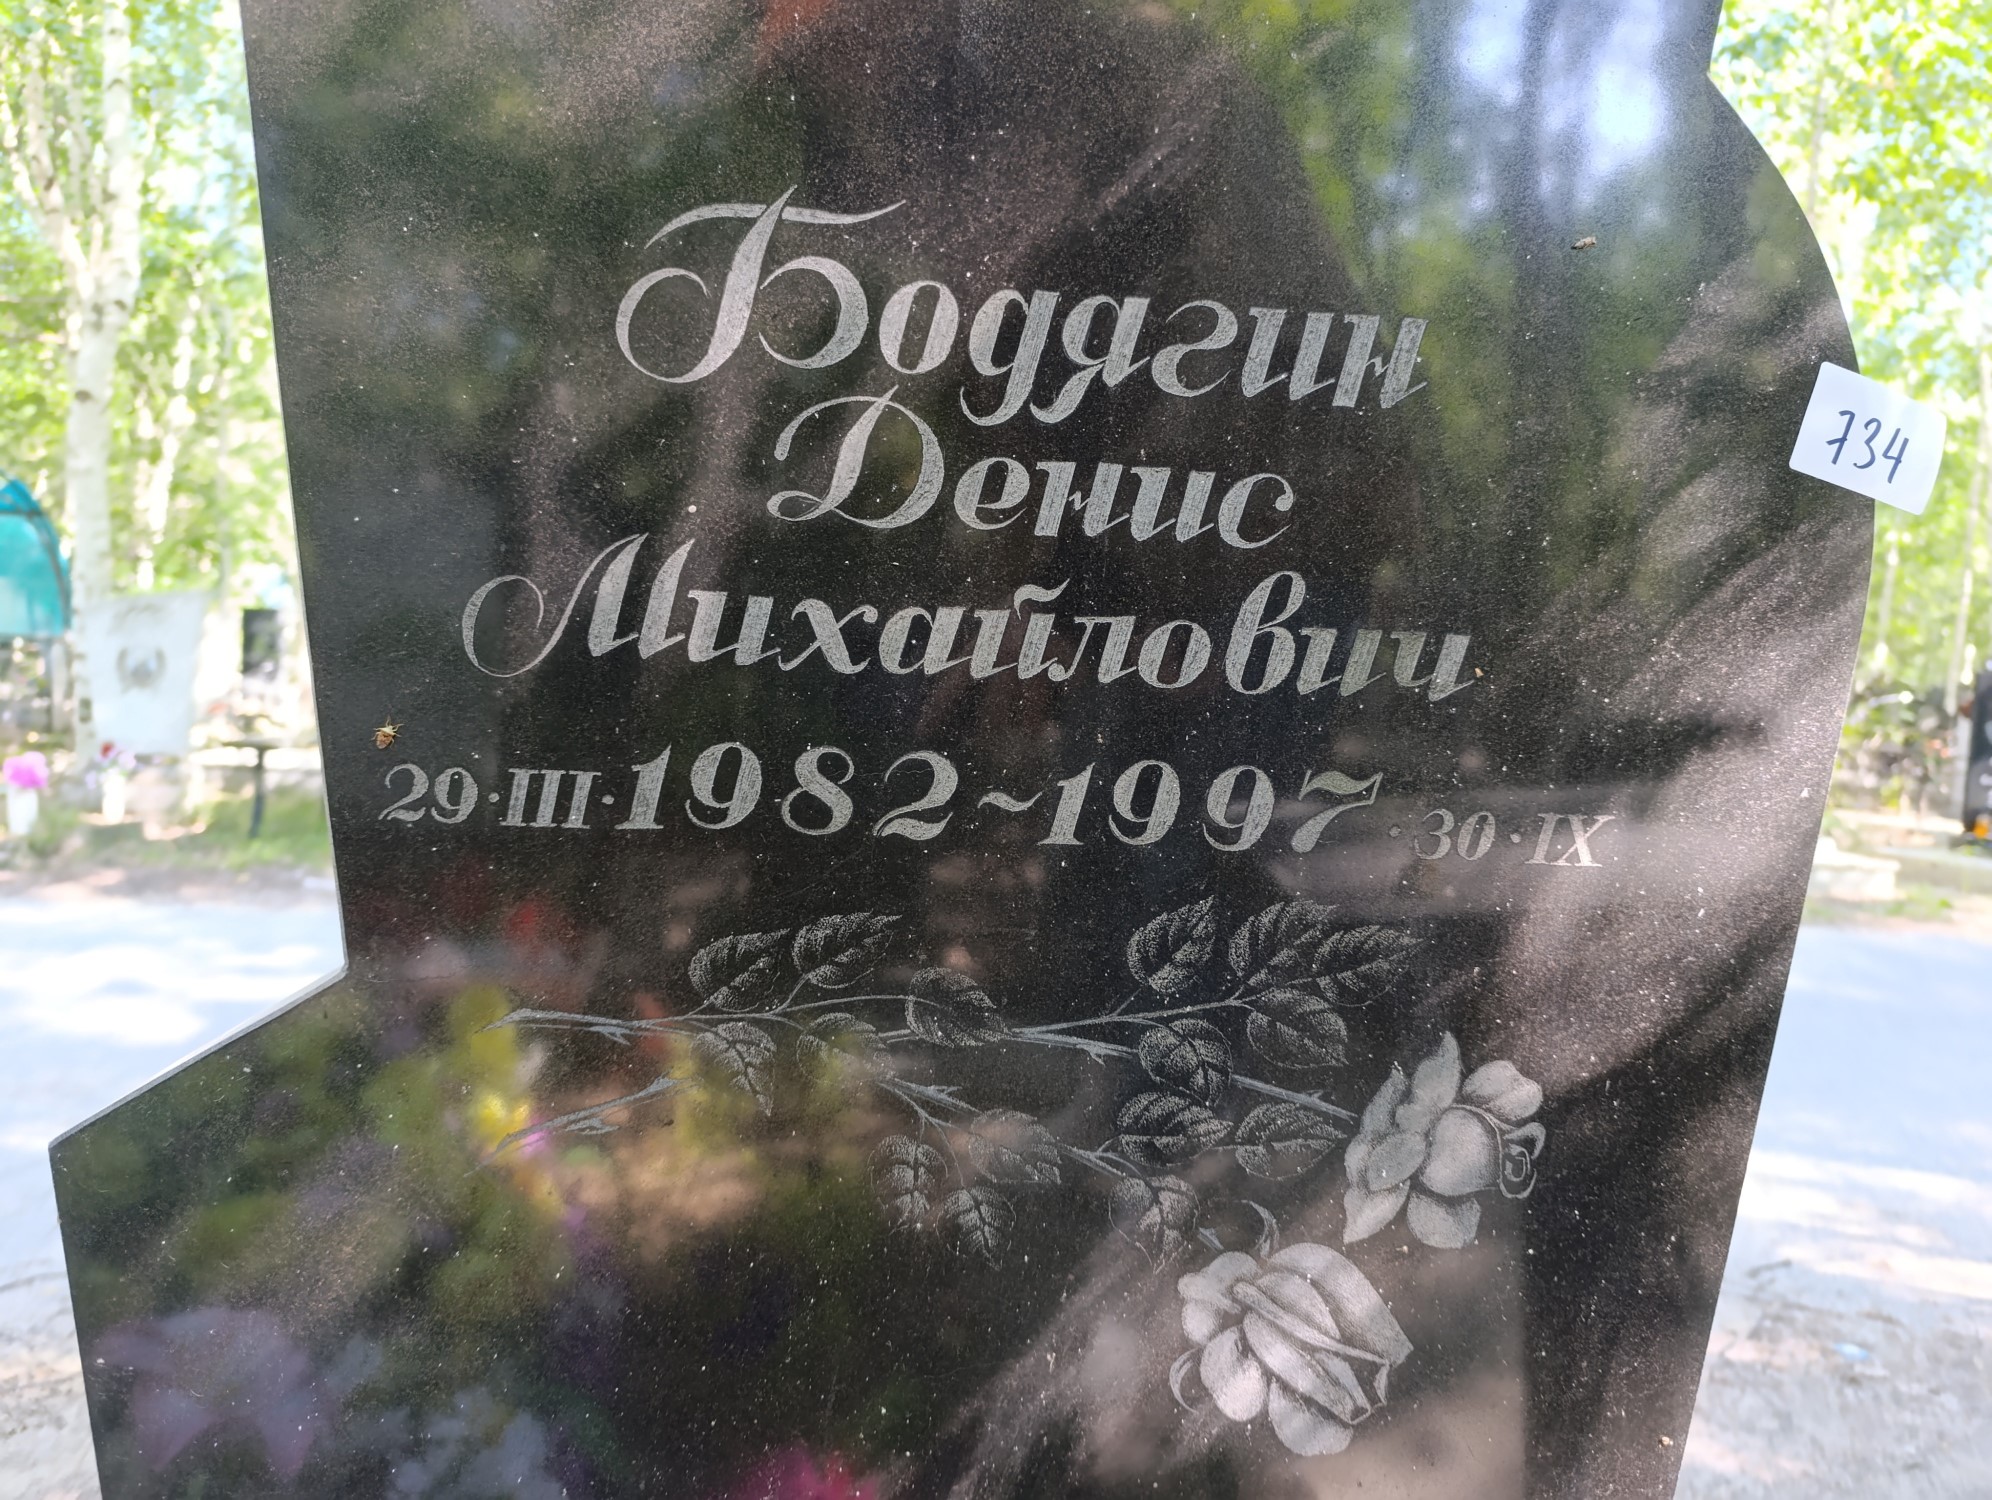 Бодягин
Денис
Михайлович
29·III·1982~1997·30·IX
734